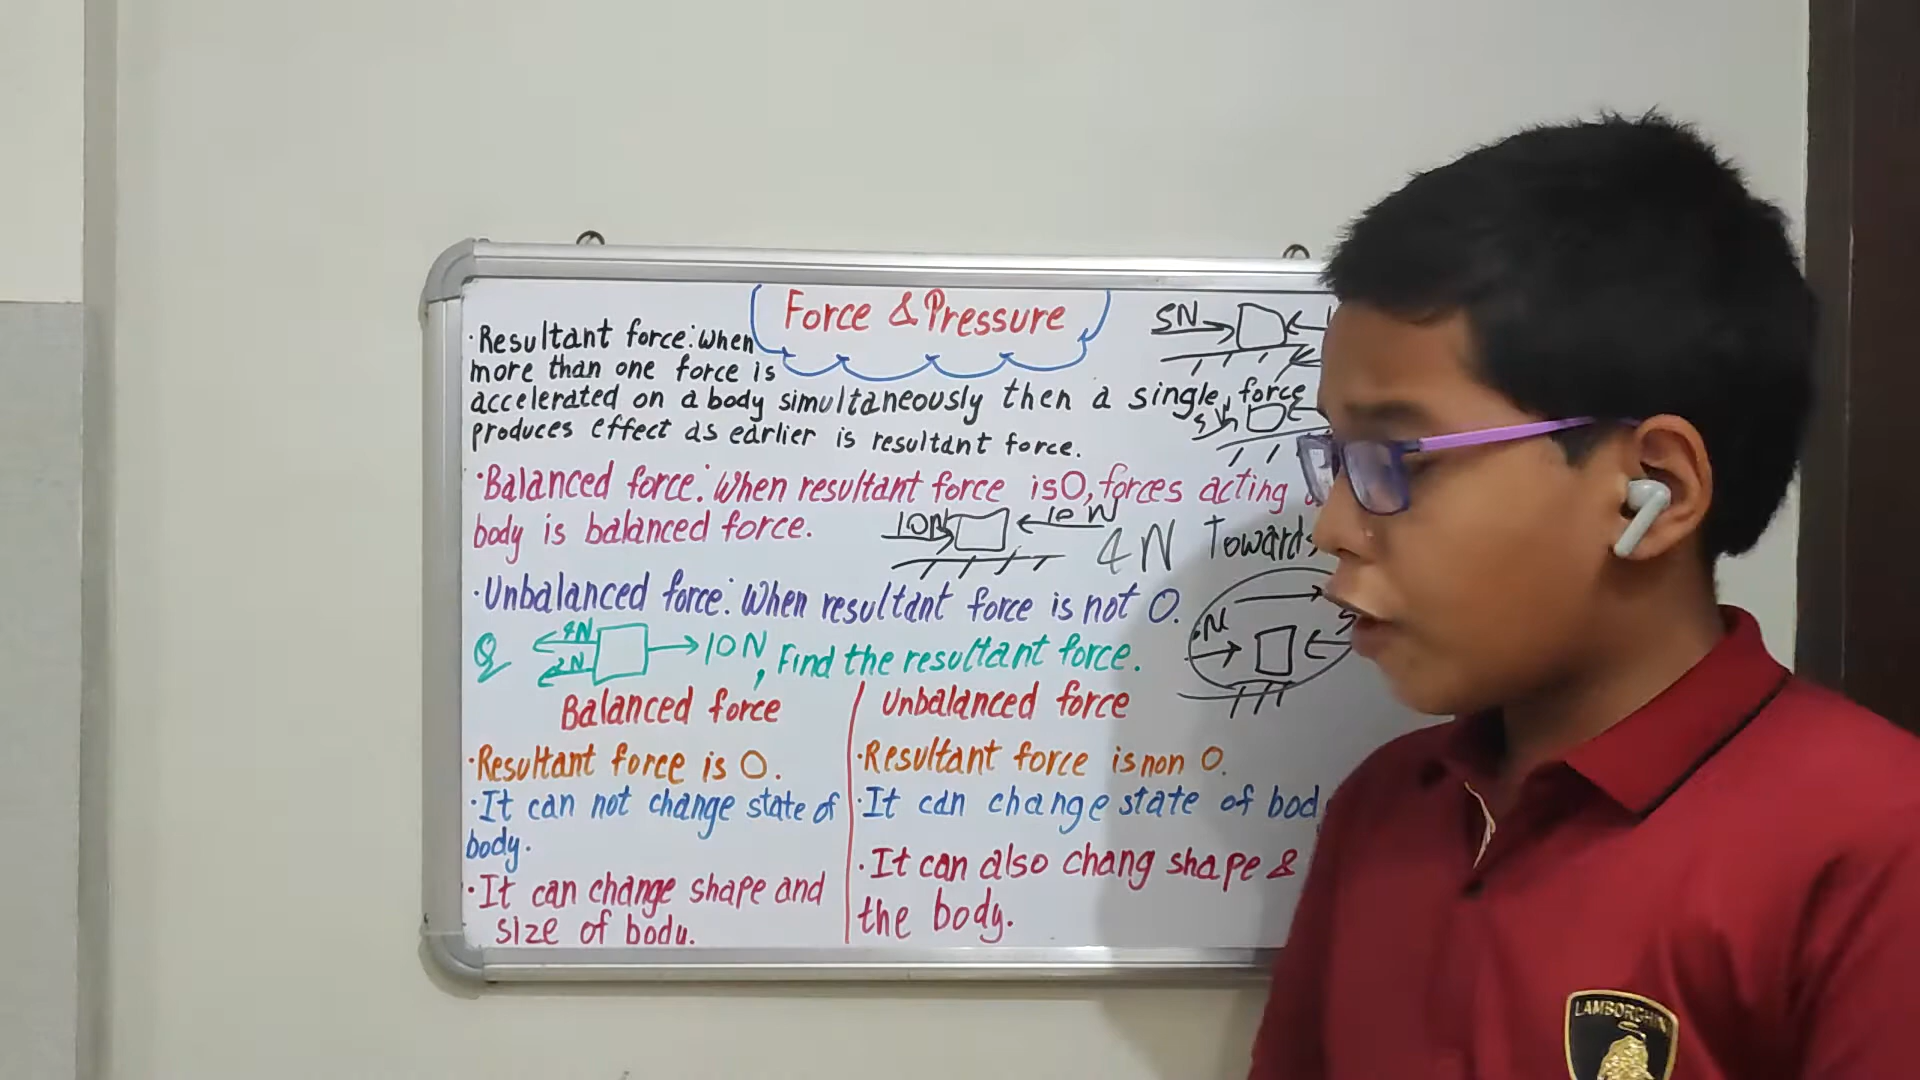 Force & Pressure
5N
·Resultant force: when
more than one force is
accelerated on a body simultaneously then a single force
produces effect as earlier is resultant force.
·Balanced force: When resultant force is 0, forces acting
body is balanced force.
10N
10 N
4N Towards
·Unbalanced force: When resultant force is not 0.
Q
4N
2N
10N, Find the resultant force.
Balanced force
Unbalanced force
·Resultant force is 0.
·Resultant force is non 0.
·It can not change state of
body.
·It can change state of bod
·It can change shape and
size of body.
·It can also chang shape &
the body.
LAMBORGHIN